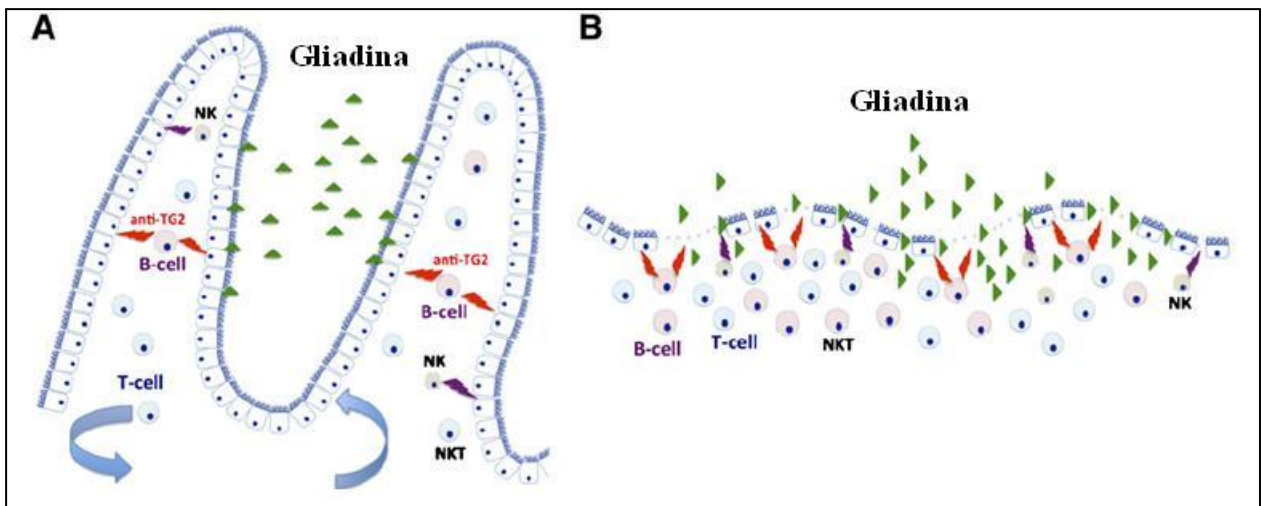 A
Gliadina
NK
anti-TG2
B-cell
anti-TG2
B-cell
T-cell
NK
NKT
B
Gliadina
B-cell
T-cell
NKT
NK